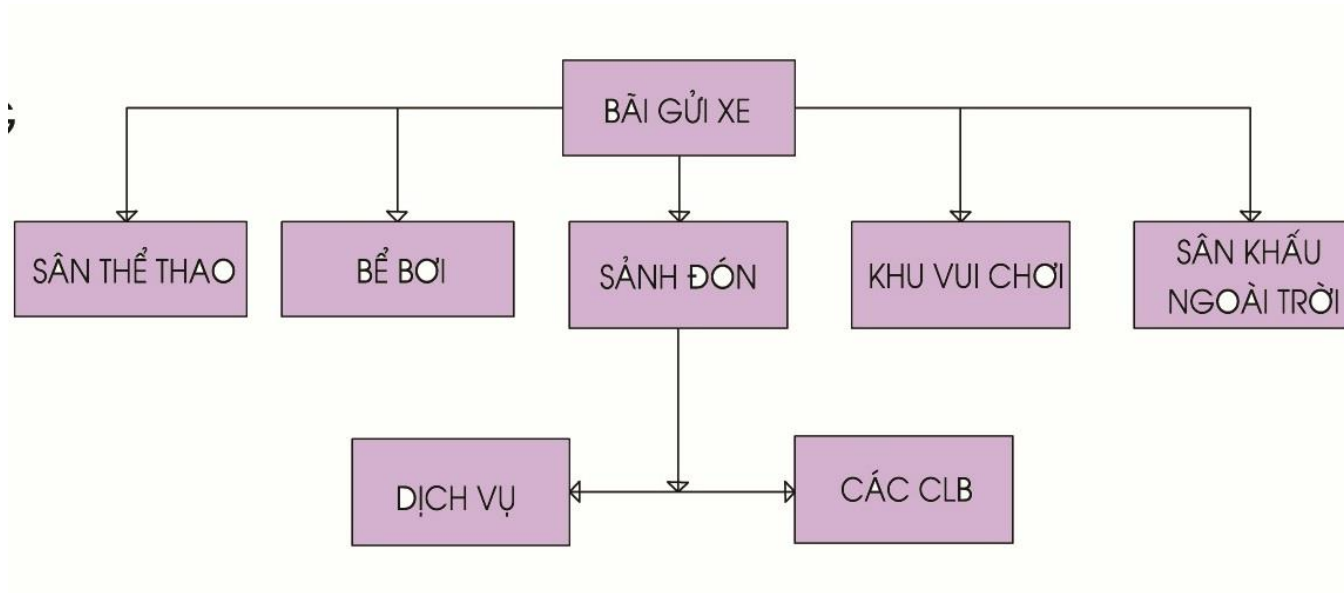 BÃI GỬI XE
SÂN THỂ THAO
BỂ BƠI
SẢNH ĐÓN
KHU VUI CHƠI
SÂN KHẤU
NGOÀI TRỜI
DỊCH VỤ
CÁC CLB